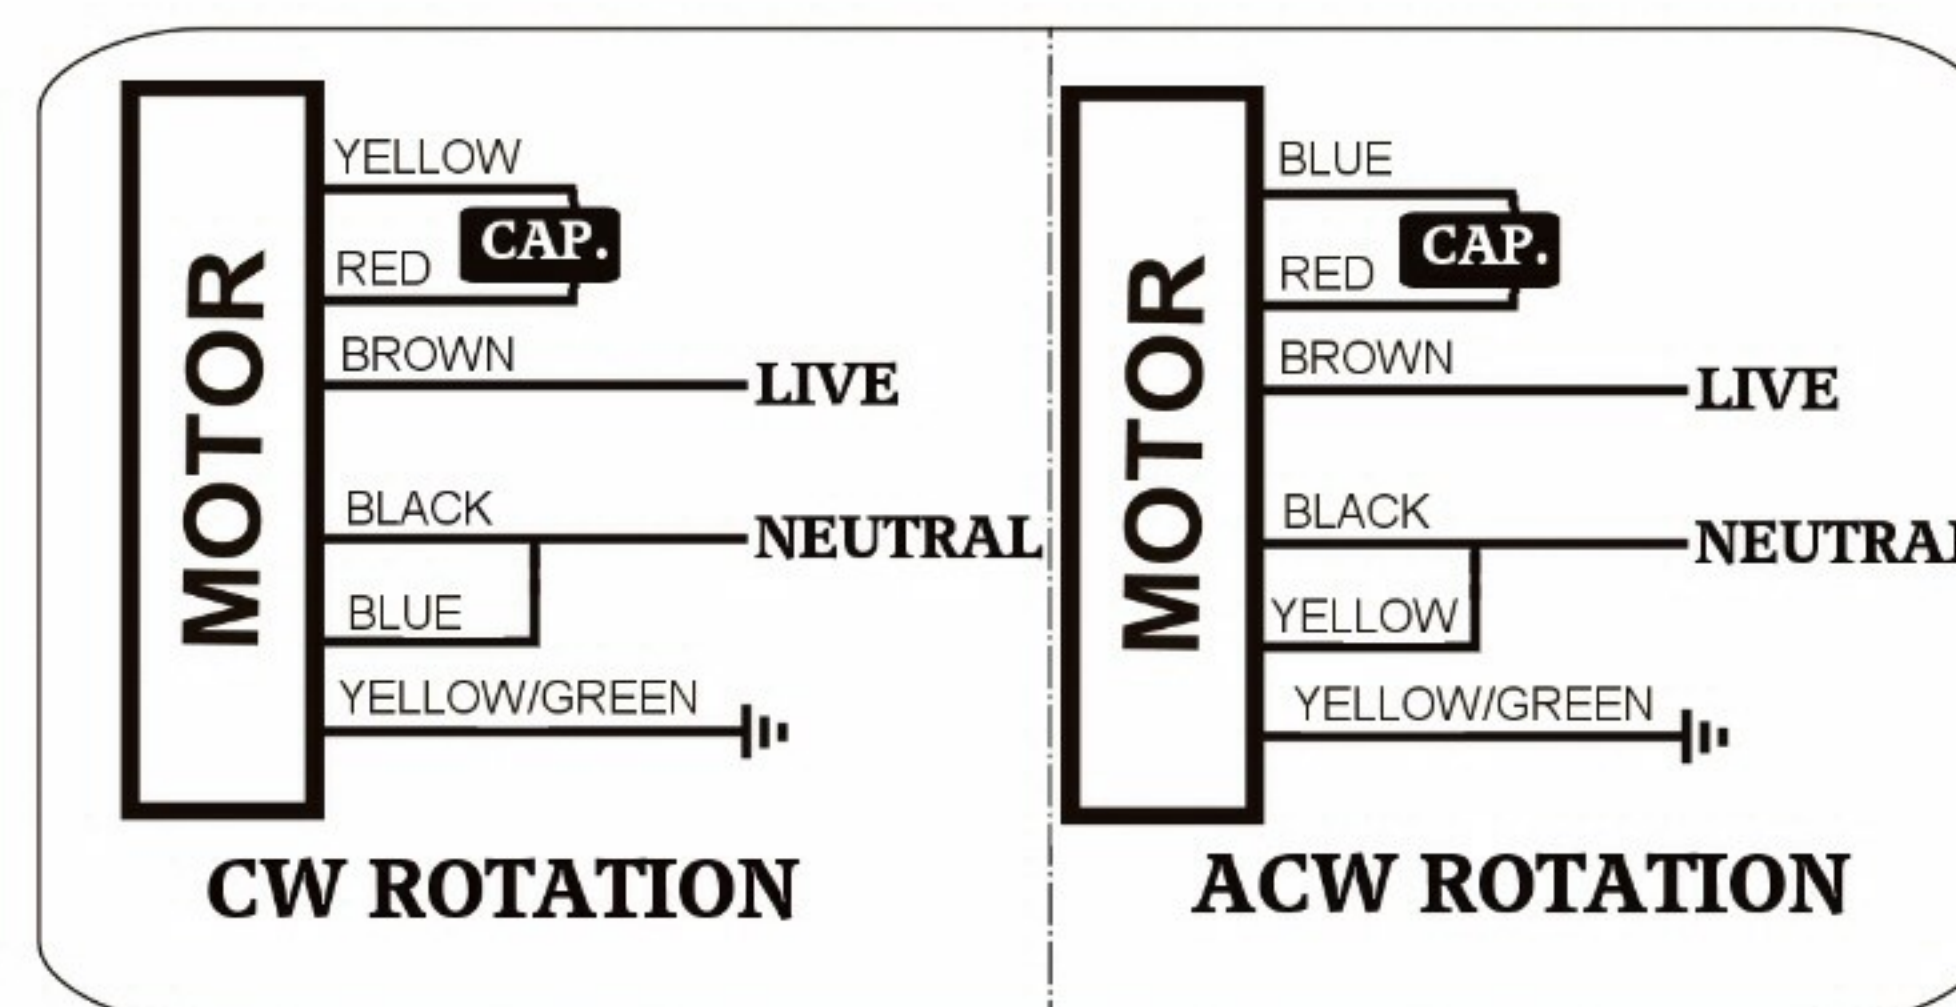 MOTOR
YELLOW
CAP.
RED
BROWN
LIVE
BLACK
NEUTRAL
BLUE
YELLOW/GREEN
CW ROTATION
MOTOR
BLUE
CAP.
RED
BROWN
LIVE
BLACK
NEUTRA
YELLOW
YELLOW/GREEN
ACW ROTATION